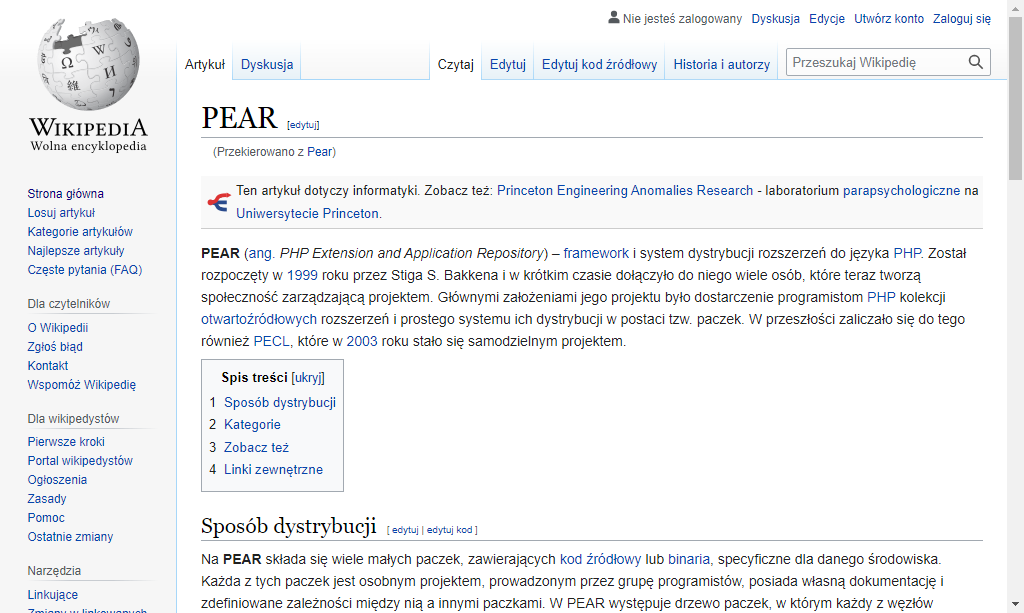 Nie jesteś zalogowany Dyskusja Edycje Utwórz konto Zaloguj się
Artykuł Dyskusja Czytaj Edytuj Edytuj kod źródłowy Historia i autorzy Przeszukaj Wikipedię
WIKIPEDIA
Wolna encyklopedia
Strona główna
Losuj artykuł
Kategorie artykułów
Najlepsze artykuły
Częste pytania (FAQ)
Dla czytelników
O Wikipedii
Zgłoś błąd
Kontakt
Wspomóż Wikipedię
Dla wikipedystów
Pierwsze kroki
Portal wikipedystów
Ogłoszenia
Zasady
Pomoc
Ostatnie zmiany
Narzędzia
Linkujące
Zmiany w linkowanych
PEAR [edytuj]
(Przekierowano z Pear)
Ten artykuł dotyczy informatyki. Zobacz też: Princeton Engineering Anomalies Research - laboratorium parapsychologiczne na
Uniwersytecie Princeton.
PEAR (ang. PHP Extension and Application Repository) – framework i system dystrybucji rozszerzeń do języka PHP. Został
rozpoczęty w 1999 roku przez Stiga S. Bakkena i w krótkim czasie dołączyło do niego wiele osób, które teraz tworzą
społeczność zarządzającą projektem. Głównymi założeniami jego projektu było dostarczenie programistom PHP kolekcji
otwartoźródłowych rozszerzeń i prostego systemu ich dystrybucji w postaci tzw. paczek. W przeszłości zaliczało się do tego
również PECL, które w 2003 roku stało się samodzielnym projektem.
Spis treści [ukryj]
1 Sposób dystrybucji
2 Kategorie
3 Zobacz też
4 Linki zewnętrzne
Sposób dystrybucji [ edytuj | edytuj kod ]
Na PEAR składa się wiele małych paczek, zawierających kod źródłowy lub binaria, specyficzne dla danego środowiska.
Każda z tych paczek jest osobnym projektem, prowadzonym przez grupę programistów, posiada własną dokumentację i
zdefiniowane zależności między nią a innymi paczkami. W PEAR występuje drzewo paczek, w którym każdy z węzłów